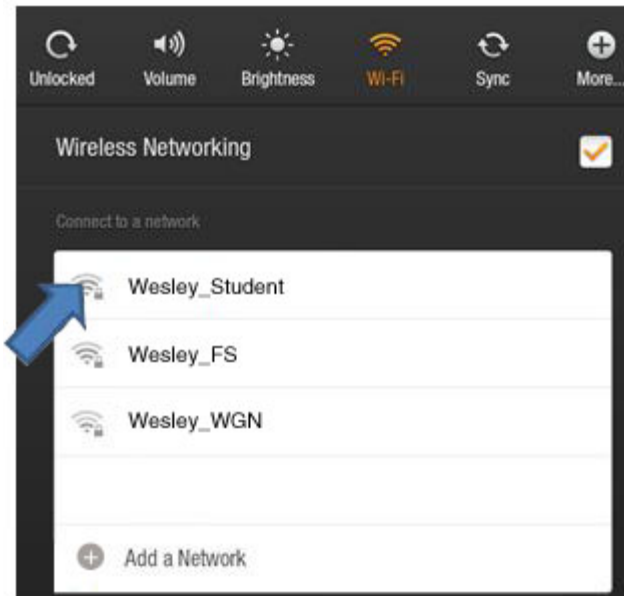 Unlocked Volume Brightness Wi-Fi Sync More...
Wireless Networking
Connect to a network
Wesley_Student
Wesley_FS
Wesley_WGN
Add a Network